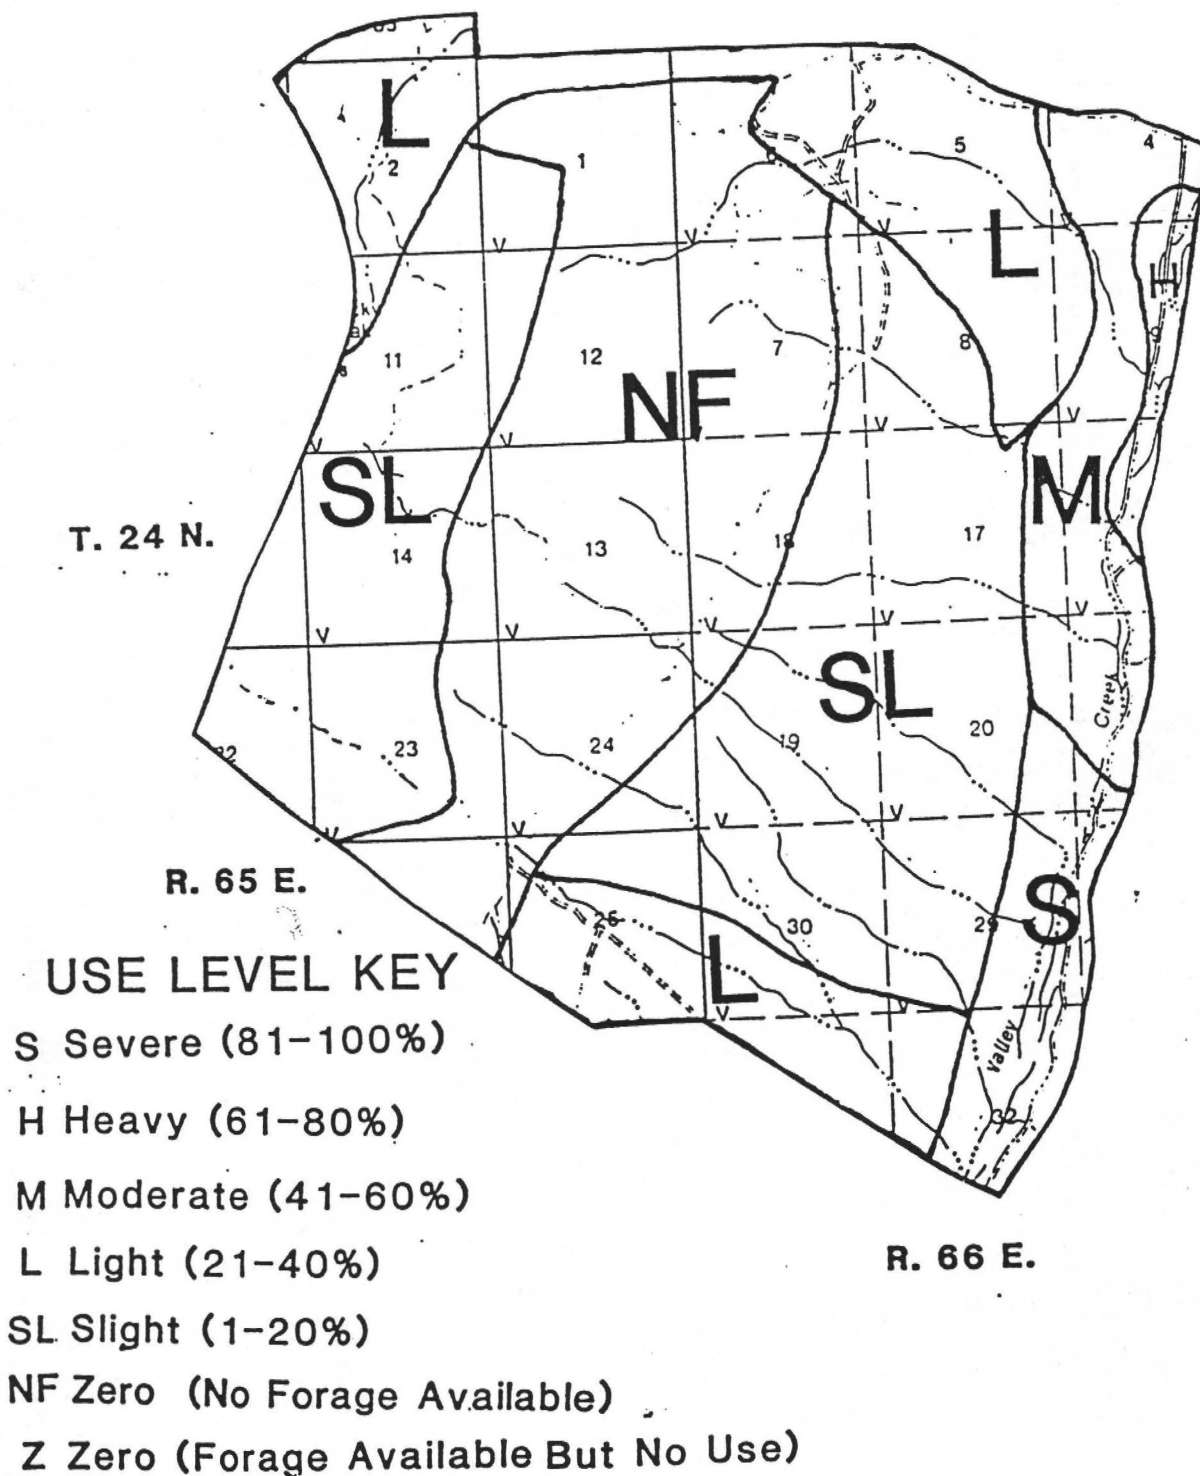 L
2
1
5
4
6
L
H
9
11
12
7
8
NF
SL
M
T. 24 N.
14
13
18
17
SL
Creek
23
24
19
20
R. 65 E.
S
25
30
29
L
USE LEVEL KEY
Valley
S Severe (81-100%)
32
H Heavy (61-80%)
M Moderate (41-60%)
L Light (21-40%)
R. 66 E.
SL Slight (1-20%)
NF Zero (No Forage Available)
Z Zero (Forage Available But No Use)